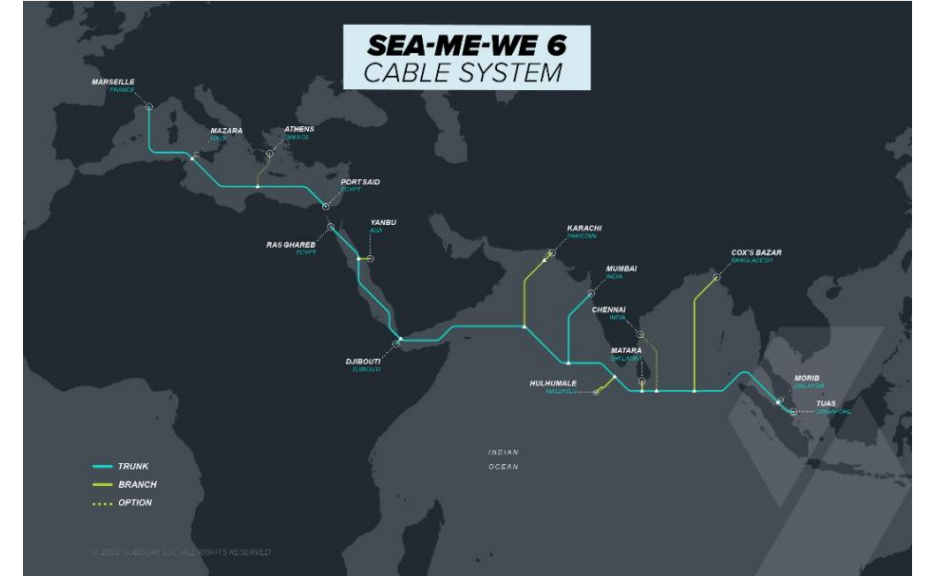 SEA-ME-WE 6
CABLE SYSTEM
MARSEILLE
FRANCE
MAZARA
ITALY
ATHENS
GREECE
PORT SAID
EGYPT
RAS GHAREB
EGYPT
YANBU
KSA
KARACHI
PAKISTAN
MUMBAI
INDIA
CHENNAI
INDIA
COX'S BAZAR
BANGLADESH
DJIBOUTI
DJIBOUTI
MATARA
SRI LANKA
HULHUMALE
MALDIVES
MORIB
MALAYSIA
TUAS
SINGAPORE
INDIAN
OCEAN
TRUNK
BRANCH
OPTION
© 2022 SUBCOM, LLC. ALL RIGHTS RESERVED